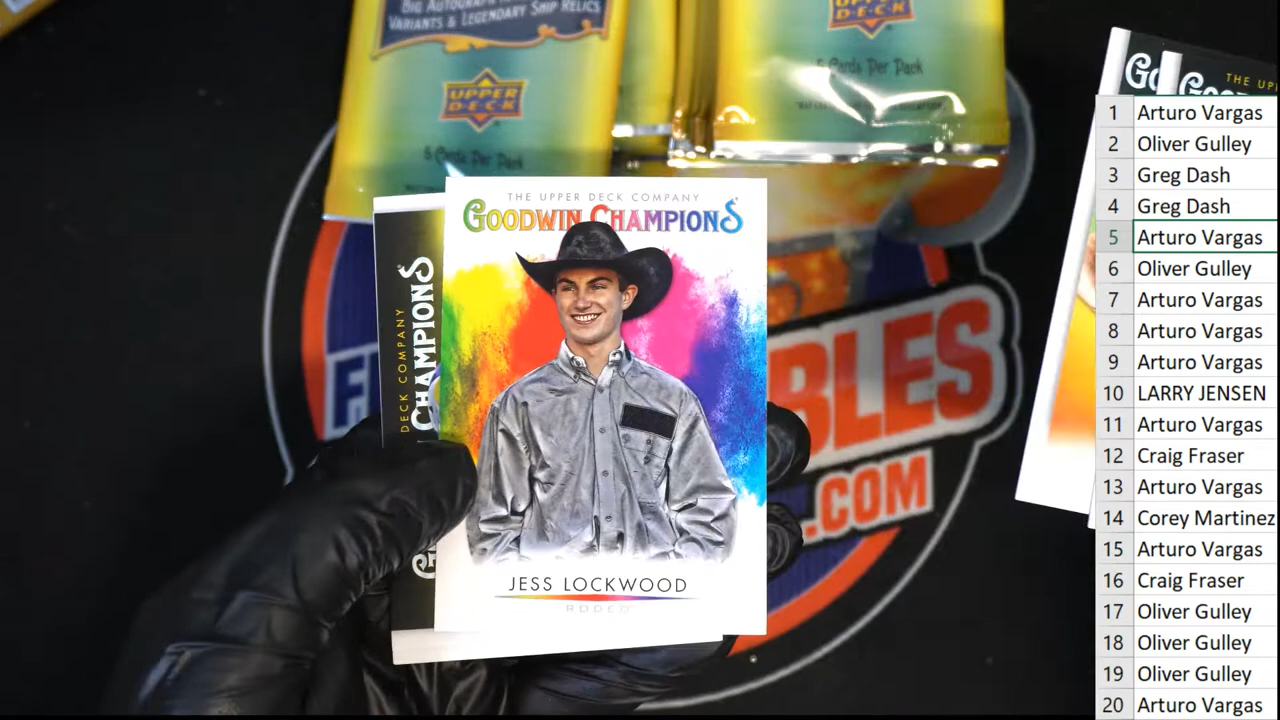 BIG AUTOGRAPH
VARIANTS & LEGENDARY SHIP RELICS
UPPER
DECK
5 Cards Per Pack
UPPER
DECK
5 Cards Per Pack
THE UPPER DECK COMPANY
GOODWIN CHAMPIONS
JESS LOCKWOOD
RODEO
DECK COMPANY
CHAMPIONS
BLES
.COM
THE UP
1 Arturo Vargas
2 Oliver Gulley
3 Greg Dash
4 Greg Dash
5 Arturo Vargas
6 Oliver Gulley
7 Arturo Vargas
8 Arturo Vargas
9 Arturo Vargas
10 LARRY JENSEN
11 Arturo Vargas
12 Craig Fraser
13 Arturo Vargas
14 Corey Martinez
15 Arturo Vargas
16 Craig Fraser
17 Oliver Gulley
18 Oliver Gulley
19 Oliver Gulley
20 Arturo Vargas